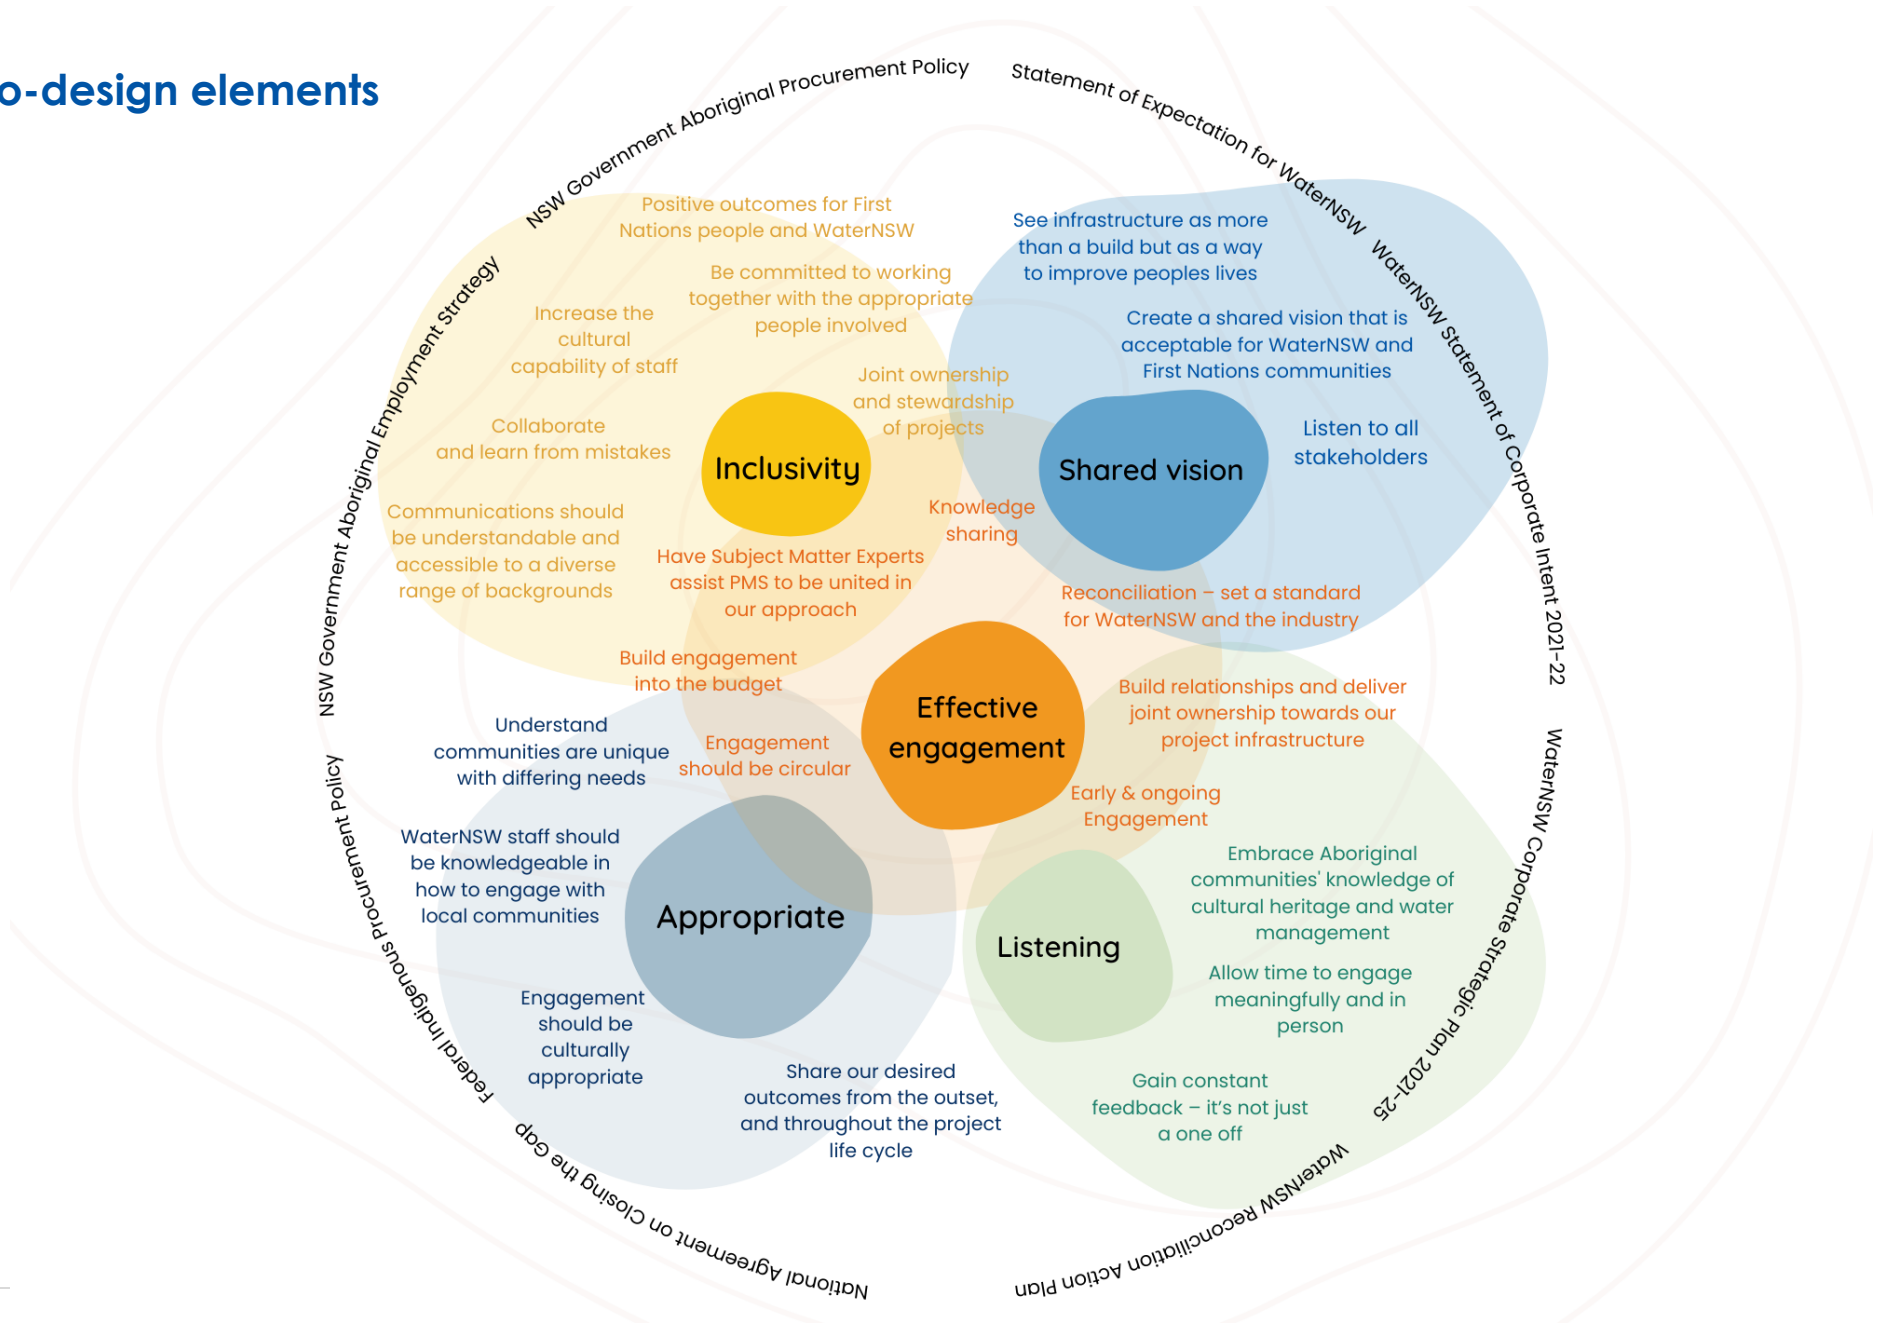 o-design elements
NSW Government Aboriginal Procurement Policy
Statement of Expectation for WaterNSW
WaterNSW Statement of Corporate Intent 2021-22
WaterNSW Corporate Strategic Plan 2021-25
WaterNSW Reconciliation Action Plan
National Agreement on Closing the Gap
Federal Indigenous Procurement Policy
NSW Government Aboriginal Employment Strategy
Positive outcomes for First
Nations people and WaterNSW
Be committed to working
together with the appropriate
people involved
Increase the
cultural
capability of staff
Joint ownership
and stewardship
of projects
Collaborate
and learn from mistakes
Communications should
be understandable and
accessible to a diverse
range of backgrounds
Inclusivity
See infrastructure as more
than a build but as a way
to improve peoples lives
Create a shared vision that is
acceptable for WaterNSW and
First Nations communities
Listen to all
stakeholders
Shared vision
Knowledge
sharing
Have Subject Matter Experts
assist PMS to be united in
our approach
Reconciliation – set a standard
for WaterNSW and the industry
Build engagement
into the budget
Engagement
should be circular
Effective
engagement
Build relationships and deliver
joint ownership towards our
project infrastructure
Early & ongoing
Engagement
Understand
communities are unique
with differing needs
WaterNSW staff should
be knowledgeable in
how to engage with
local communities
Appropriate
Engagement
should be
culturally
appropriate
Share our desired
outcomes from the outset,
and throughout the project
life cycle
Listening
Embrace Aboriginal
communities' knowledge of
cultural heritage and water
management
Allow time to engage
meaningfully and in
person
Gain constant
feedback – it’s not just
a one off